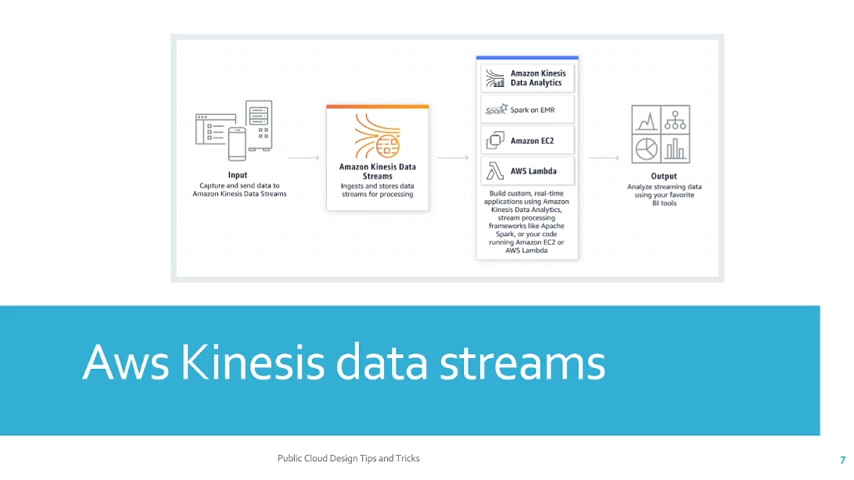 Input
Capture and send data to
Amazon Kinesis Data Streams
Amazon Kinesis Data
Streams
Ingests and stores data
streams for processing
Amazon Kinesis
Data Analytics
Spark
Spark on EMR
Amazon EC2
AWS Lambda
Build custom, real-time
applications using Amazon
Kinesis Data Analytics,
stream processing
frameworks like Apache
Spark, or your code
running Amazon EC2 or
AWS Lambda
Output
Analyze streaming data
using your favorite
BI tools
Aws Kinesis data streams
Public Cloud Design Tips and Tricks
7